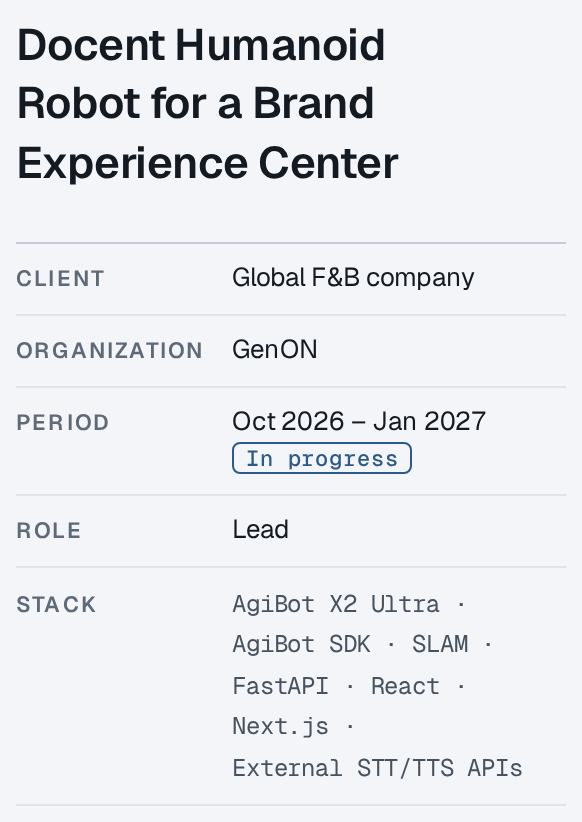 Docent Humanoid
Robot for a Brand
Experience Center
CLIENT Global F&B company
ORGANIZATION GenON
PERIOD Oct 2026 – Jan 2027
In progress
ROLE Lead
STACK AgiBot X2 Ultra ·
AgiBot SDK · SLAM ·
FastAPI · React ·
Next.js ·
External STT/TTS APIs